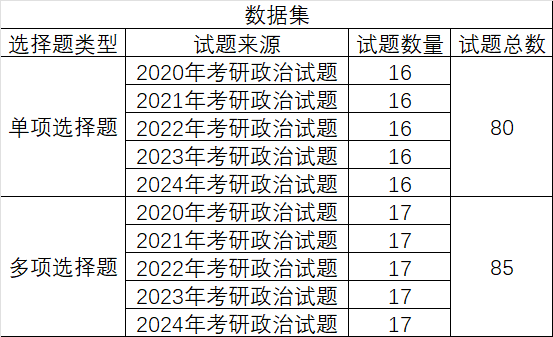 数据集
选择题类型 试题来源 试题数量 试题总数
单项选择题 2020年考研政治试题 16 80
2021年考研政治试题 16
2022年考研政治试题 16
2023年考研政治试题 16
2024年考研政治试题 16
多项选择题 2020年考研政治试题 17 85
2021年考研政治试题 17
2022年考研政治试题 17
2023年考研政治试题 17
2024年考研政治试题 17